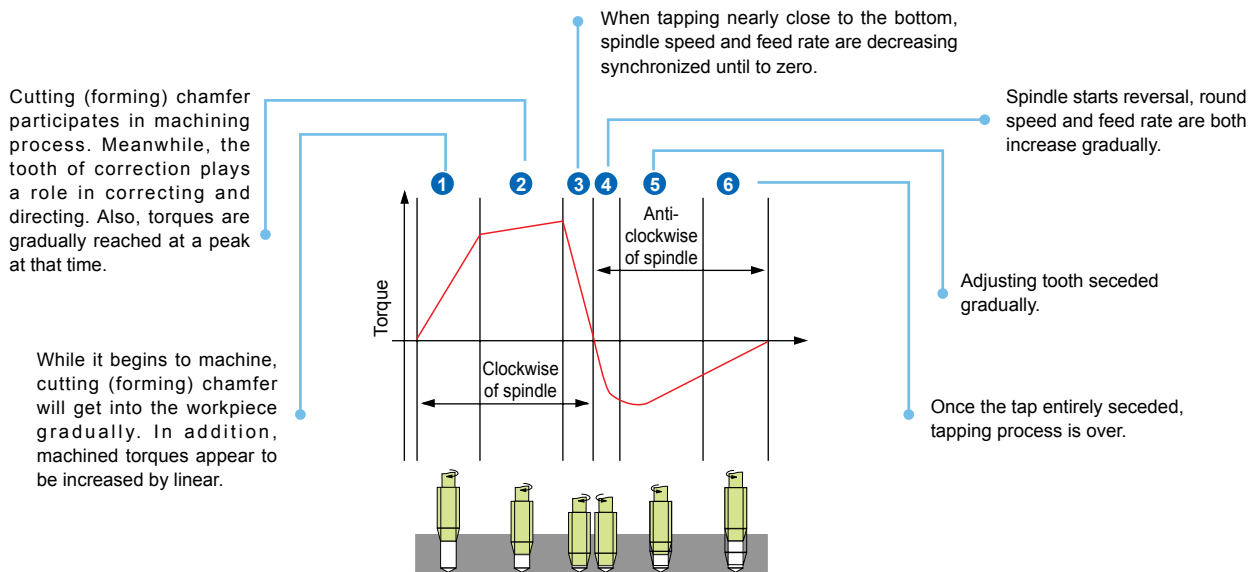 When tapping nearly close to the bottom,
spindle speed and feed rate are decreasing
synchronized until to zero.
Cutting (forming) chamfer
participates in machining
process. Meanwhile, the
tooth of correction plays
a role in correcting and
directing. Also, torques are
gradually reached at a peak
at that time.
Spindle starts reversal, round
speed and feed rate are both
increase gradually.
1
2
3
4
5
6
Anti-
clockwise
of spindle
Torque
Adjusting tooth seceded
gradually.
While it begins to machine,
cutting (forming) chamfer
will get into the workpiece
gradually. In addition,
machined torques appear to
be increased by linear.
Clockwise
of spindle
Once the tap entirely seceded,
tapping process is over.